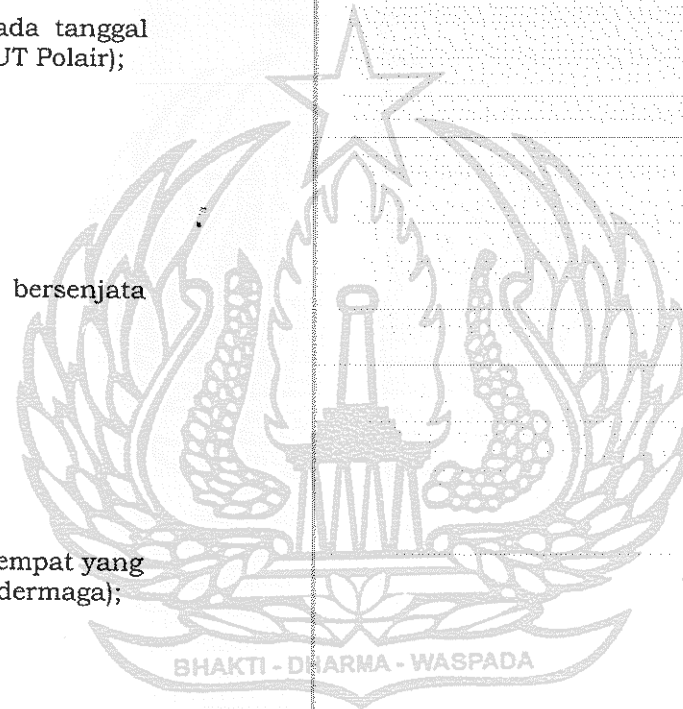 ada tanggal
UT Polair);
bersenjata
empat yang
dermaga);
BHAKTI - DHARMA - WASPADA